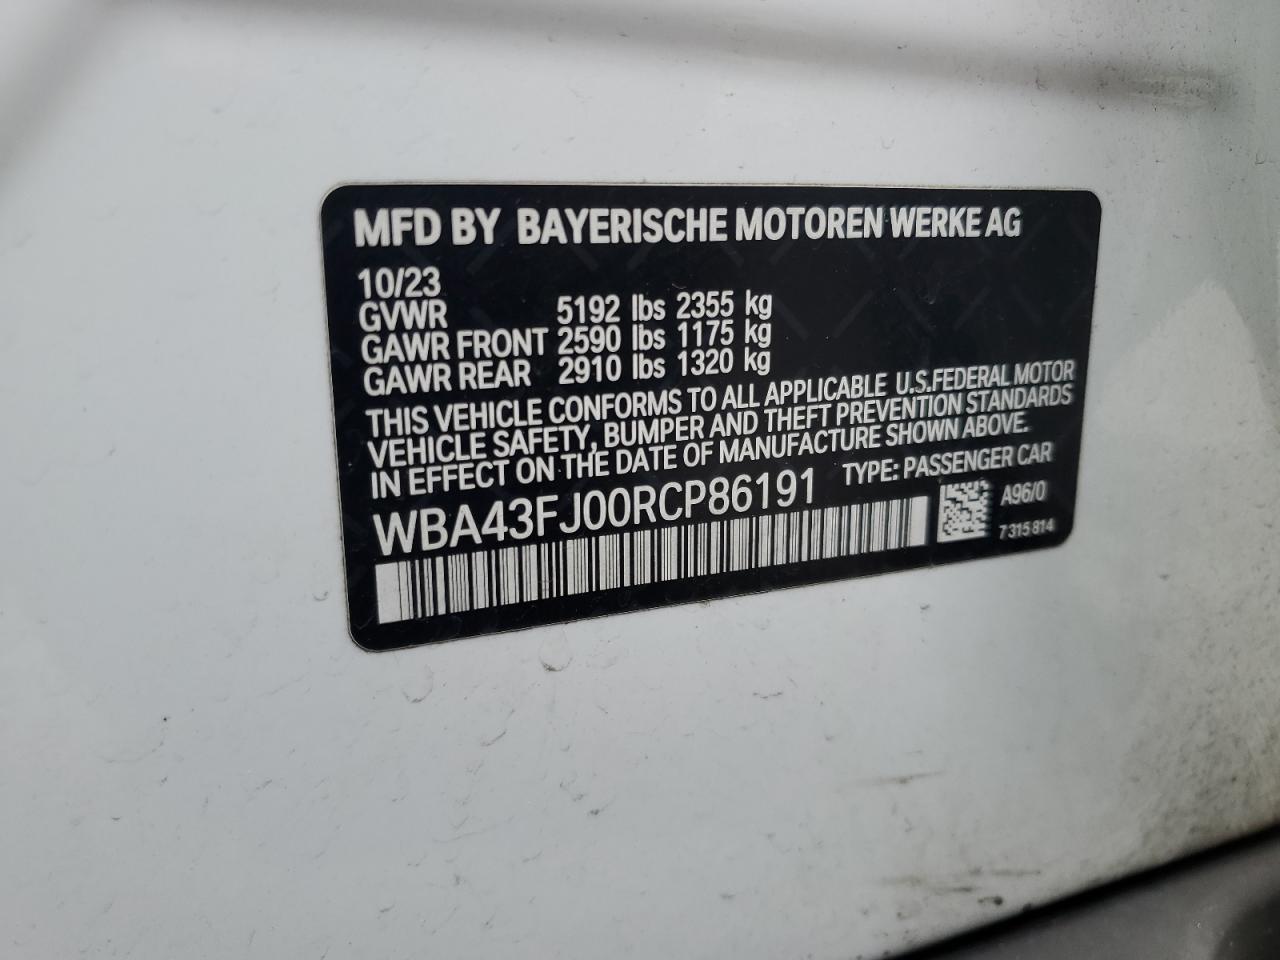 MFD BY BAYERISCHE MOTOREN WERKE AG
10/23
GVWR 5192 lbs 2355 kg
GAWR FRONT 2590 lbs 1175 kg
GAWR REAR 2910 lbs 1320 kg
THIS VEHICLE CONFORMS TO ALL APPLICABLE U.S.FEDERAL MOTOR
VEHICLE SAFETY, BUMPER AND THEFT PREVENTION STANDARDS
IN EFFECT ON THE DATE OF MANUFACTURE SHOWN ABOVE.
WBA43FJ00RCP86191 TYPE: PASSENGER CAR
A96/0
7 315 814